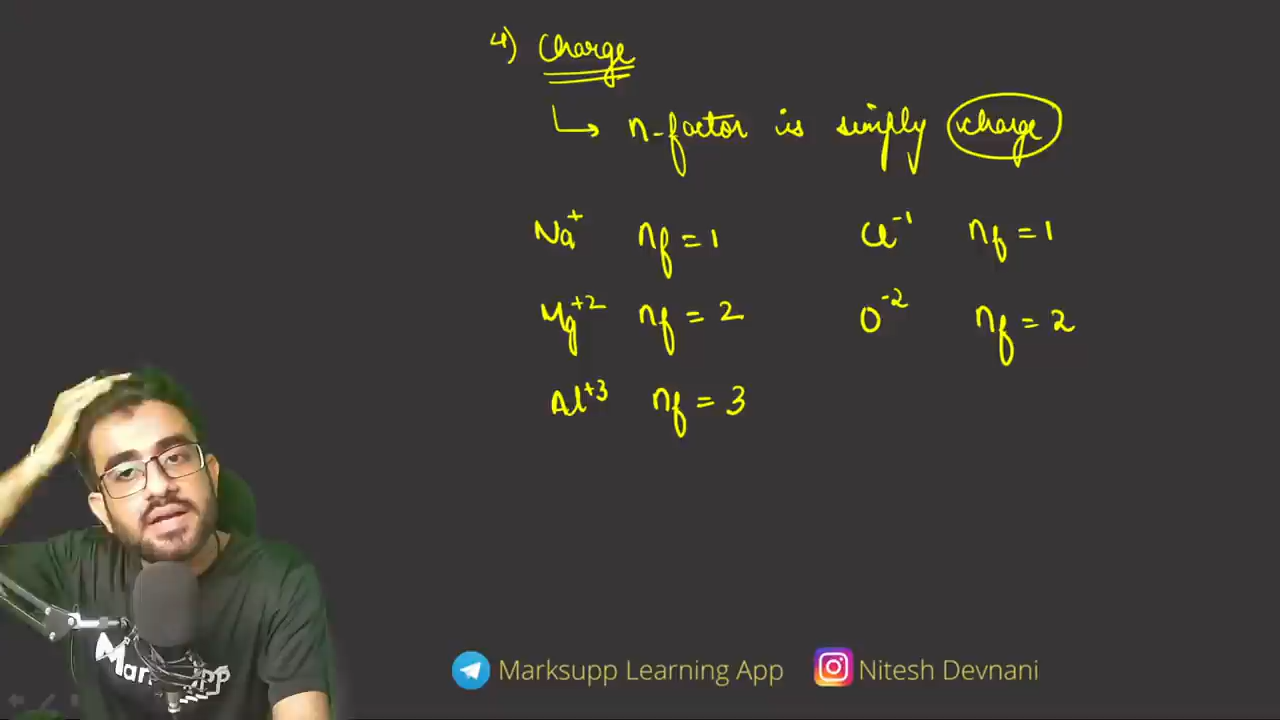 4) Charge
↳ n-factor is simply charge
Na⁺ nf = 1 Cl⁻¹ nf = 1
Mg⁺² nf = 2 O⁻² nf = 2
Al⁺³ nf = 3
Marksupp
Marksupp Learning App Nitesh Devnani